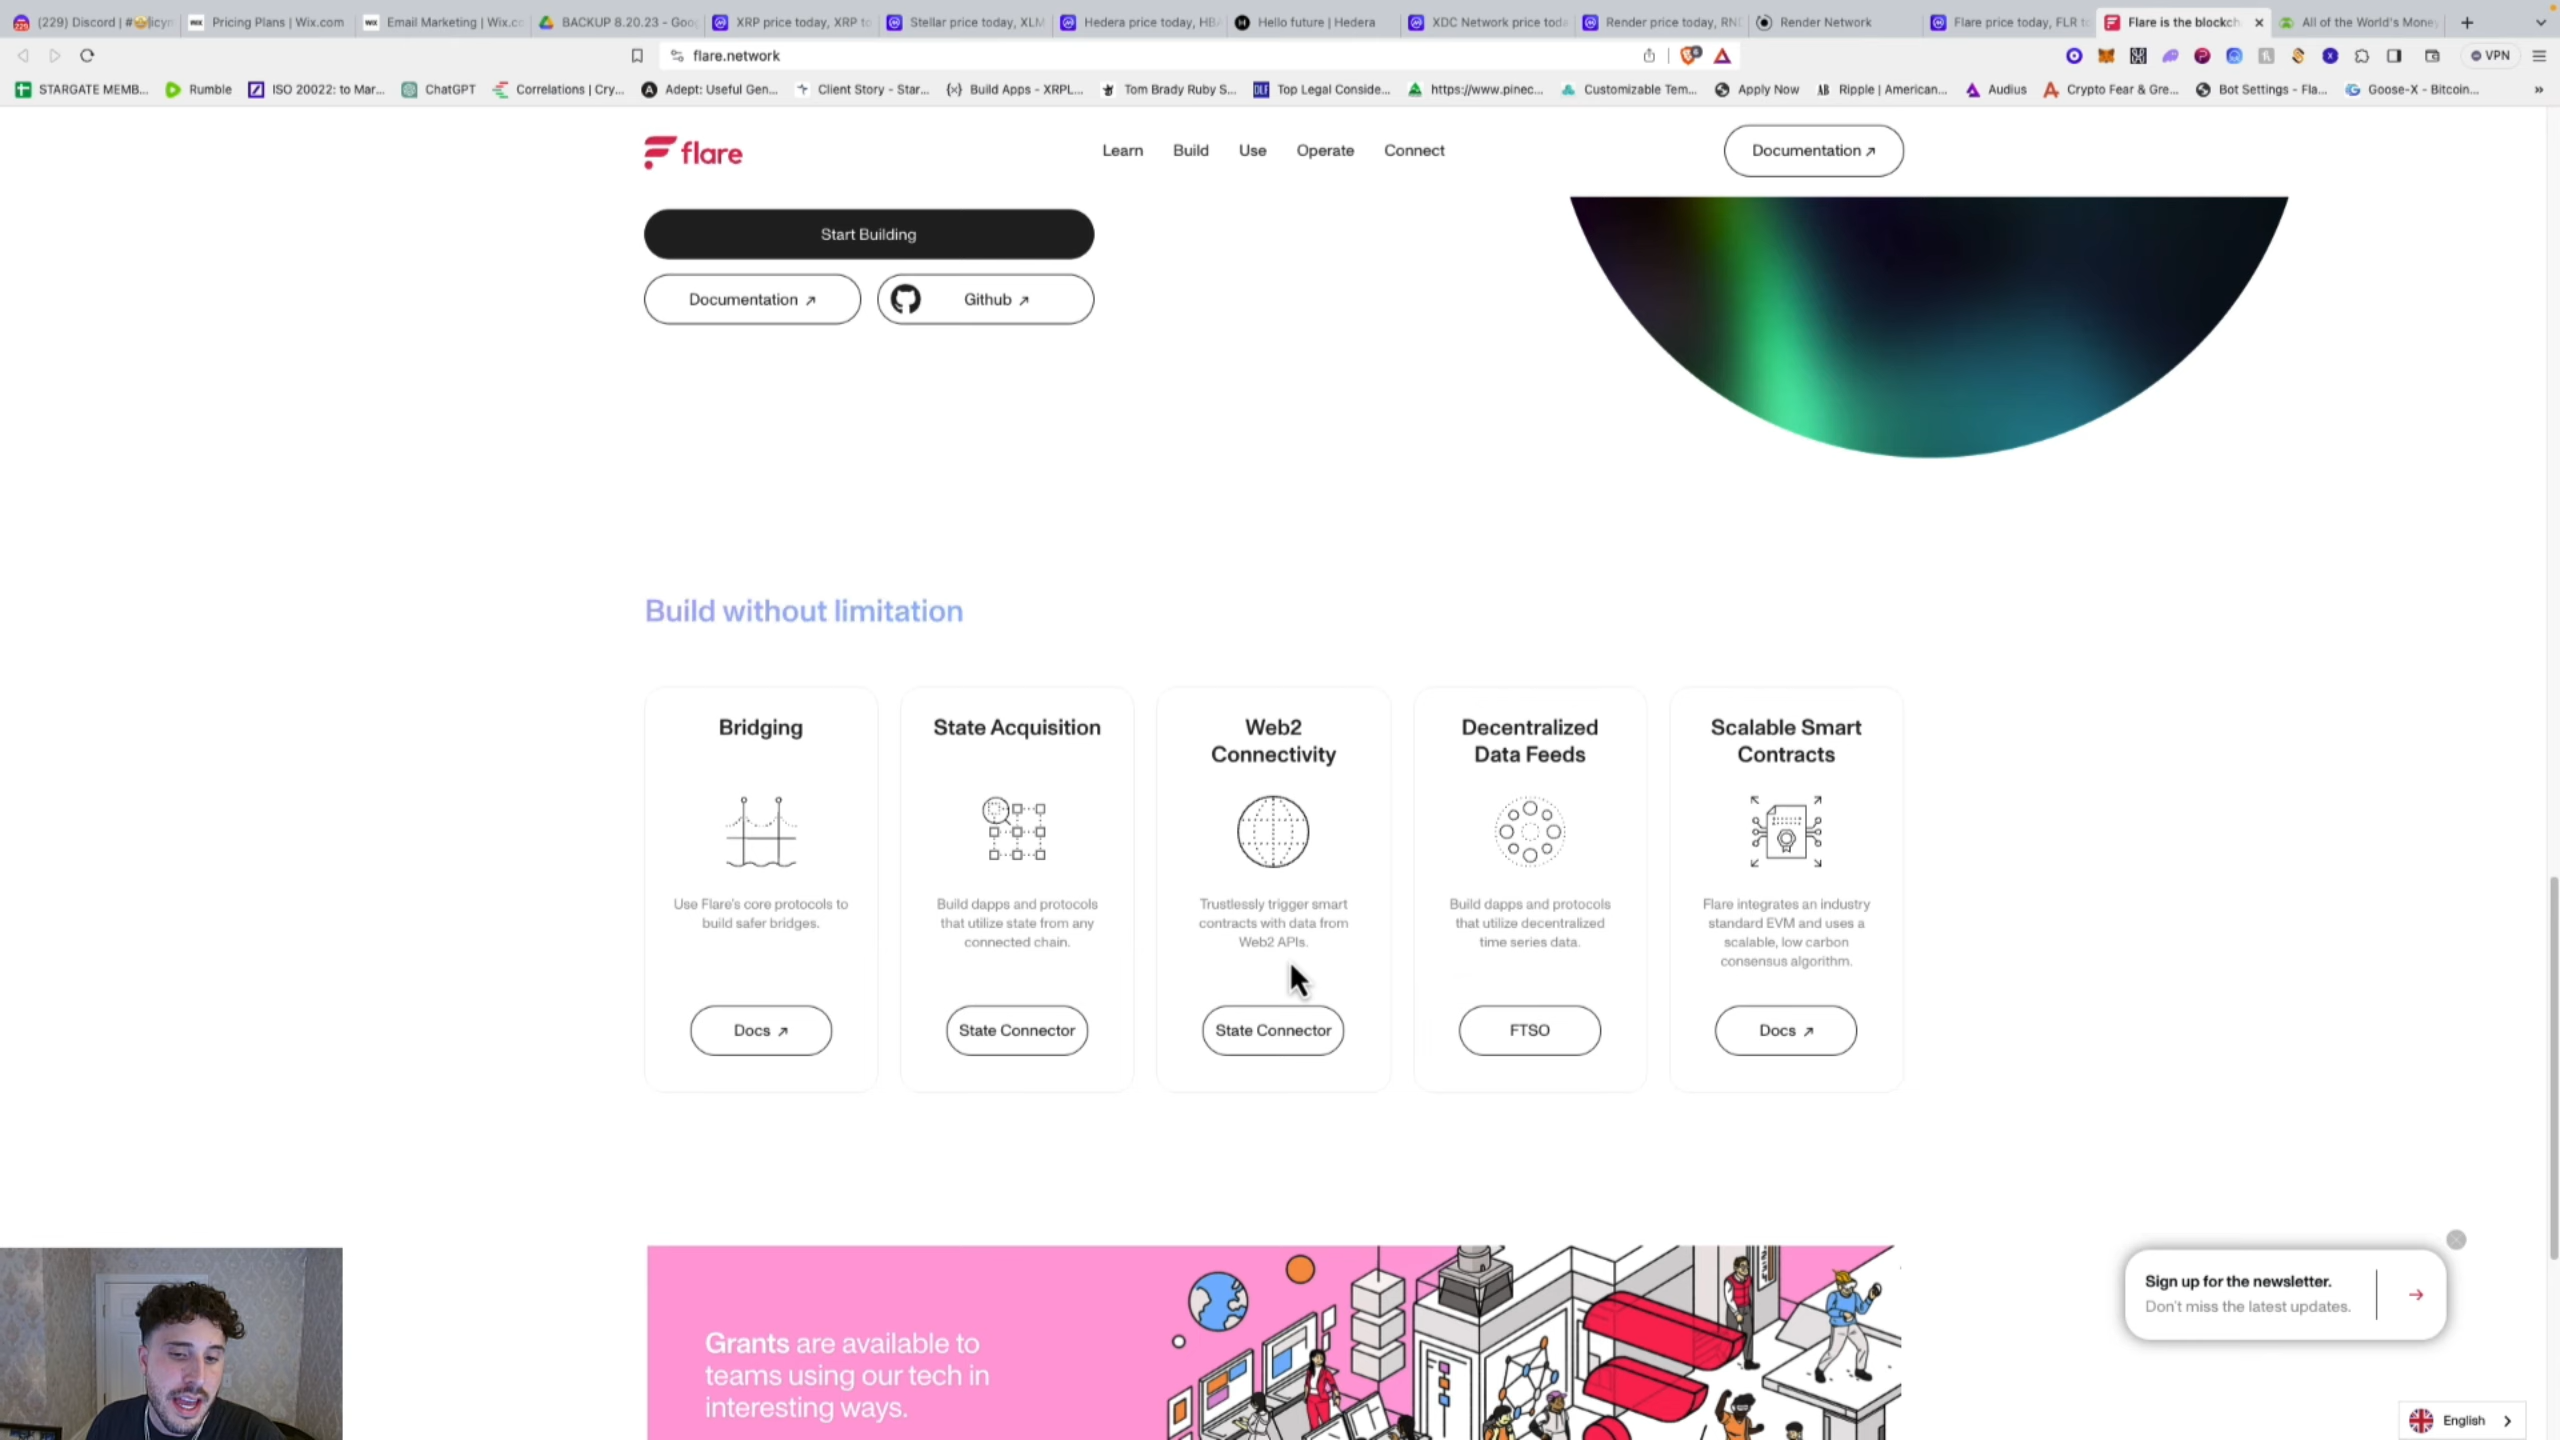 (229) Discord | #
Pricing Plans | Wix.com
Email Marketing | Wix.c
BACKUP 8.20.23 - Goo
XRP price today, XRP to
Stellar price today, XLM
Hedera price today, HBA
Hello future | Hedera
XDC Network price toda
Render price today, RN
Render Network
Flare price today, FLR to
Flare is the blockch
All of the World's Money
flare.network
VPN
STARGATE MEMB...
Rumble
ISO 20022: to Mar...
ChatGPT
Correlations | Cry...
Adept: Useful Gen...
Client Story - Star...
Build Apps - XRPL...
Tom Brady Ruby S...
Top Legal Conside...
https://www.pinec...
Customizable Tem...
Apply Now
Ripple | American...
Audius
Crypto Fear & Gre...
Bot Settings - Fla...
Goose-X - Bitcoin...
flare
Learn
Build
Use
Operate
Connect
Documentation ↗
Start Building
Documentation ↗
Github ↗
Build without limitation
Bridging
Use Flare's core protocols to
build safer bridges.
Docs ↗
State Acquisition
Build dapps and protocols
that utilize state from any
connected chain.
State Connector
Web2
Connectivity
Trustlessly trigger smart
contracts with data from
Web2 APIs.
State Connector
Decentralized
Data Feeds
Build dapps and protocols
that utilize decentralized
time series data.
FTSO
Scalable Smart
Contracts
Flare integrates an industry
standard EVM and uses a
scalable, low carbon
consensus algorithm.
Docs ↗
Grants are available to
teams using our tech in
interesting ways.
Sign up for the newsletter.
Don't miss the latest updates.
English